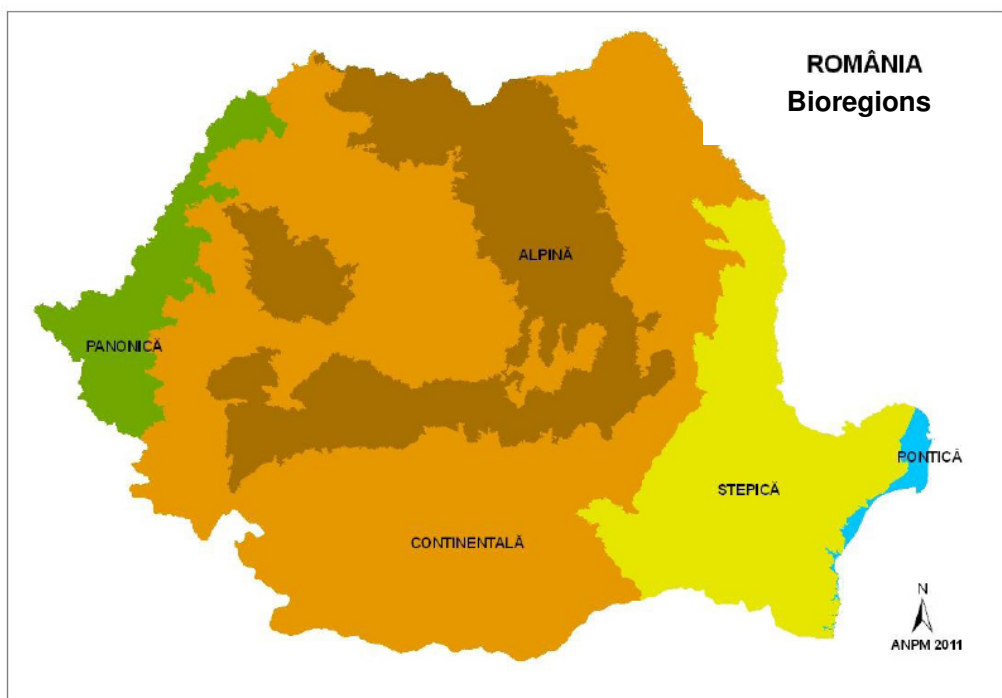 ROMÂNIA
Bioregions
ALPINĂ
PANONICĂ
PONTICĂ
STEPICĂ
CONTINENTALĂ
N
ANPM 2011